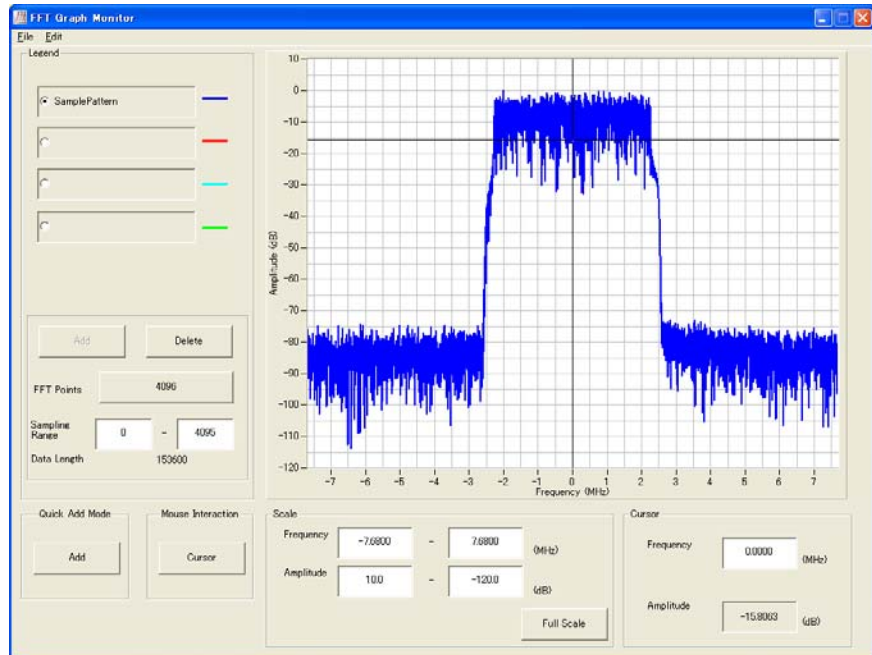 FFT Graph Monitor
File Edit
Legend
SamplePattern
Add Delete
FFT Points 4096
Sampling Range 0 - 4095
Data Length 153600
Quick Add Mode
Add
Mouse Interaction
Cursor
10
0
-10
-20
-30
-40
-50
-60
-70
-80
-90
-100
-110
-120
Amplitude (dB)
-7 -6 -5 -4 -3 -2 -1 0 1 2 3 4 5 6 7
Frequency (MHz)
Scale
Frequency -7.6800 - 7.6800 (MHz)
Amplitude 10.0 - -120.0 (dB)
Full Scale
Cursor
Frequency 0.0000 (MHz)
Amplitude -15.8063 (dB)